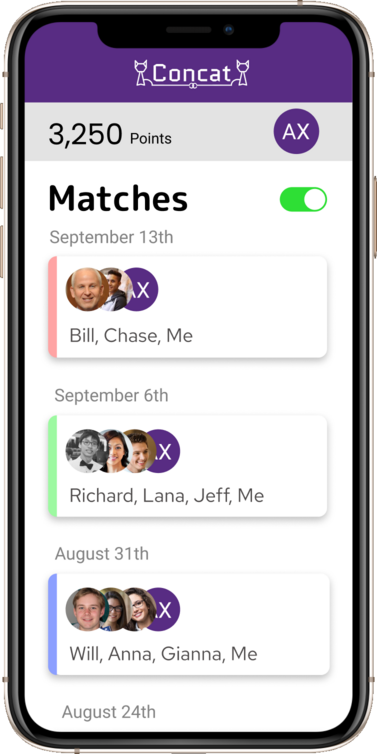 Concat
3,250 Points
AX
Matches
September 13th
AX
Bill, Chase, Me
September 6th
AX
Richard, Lana, Jeff, Me
August 31th
AX
Will, Anna, Gianna, Me
August 24th